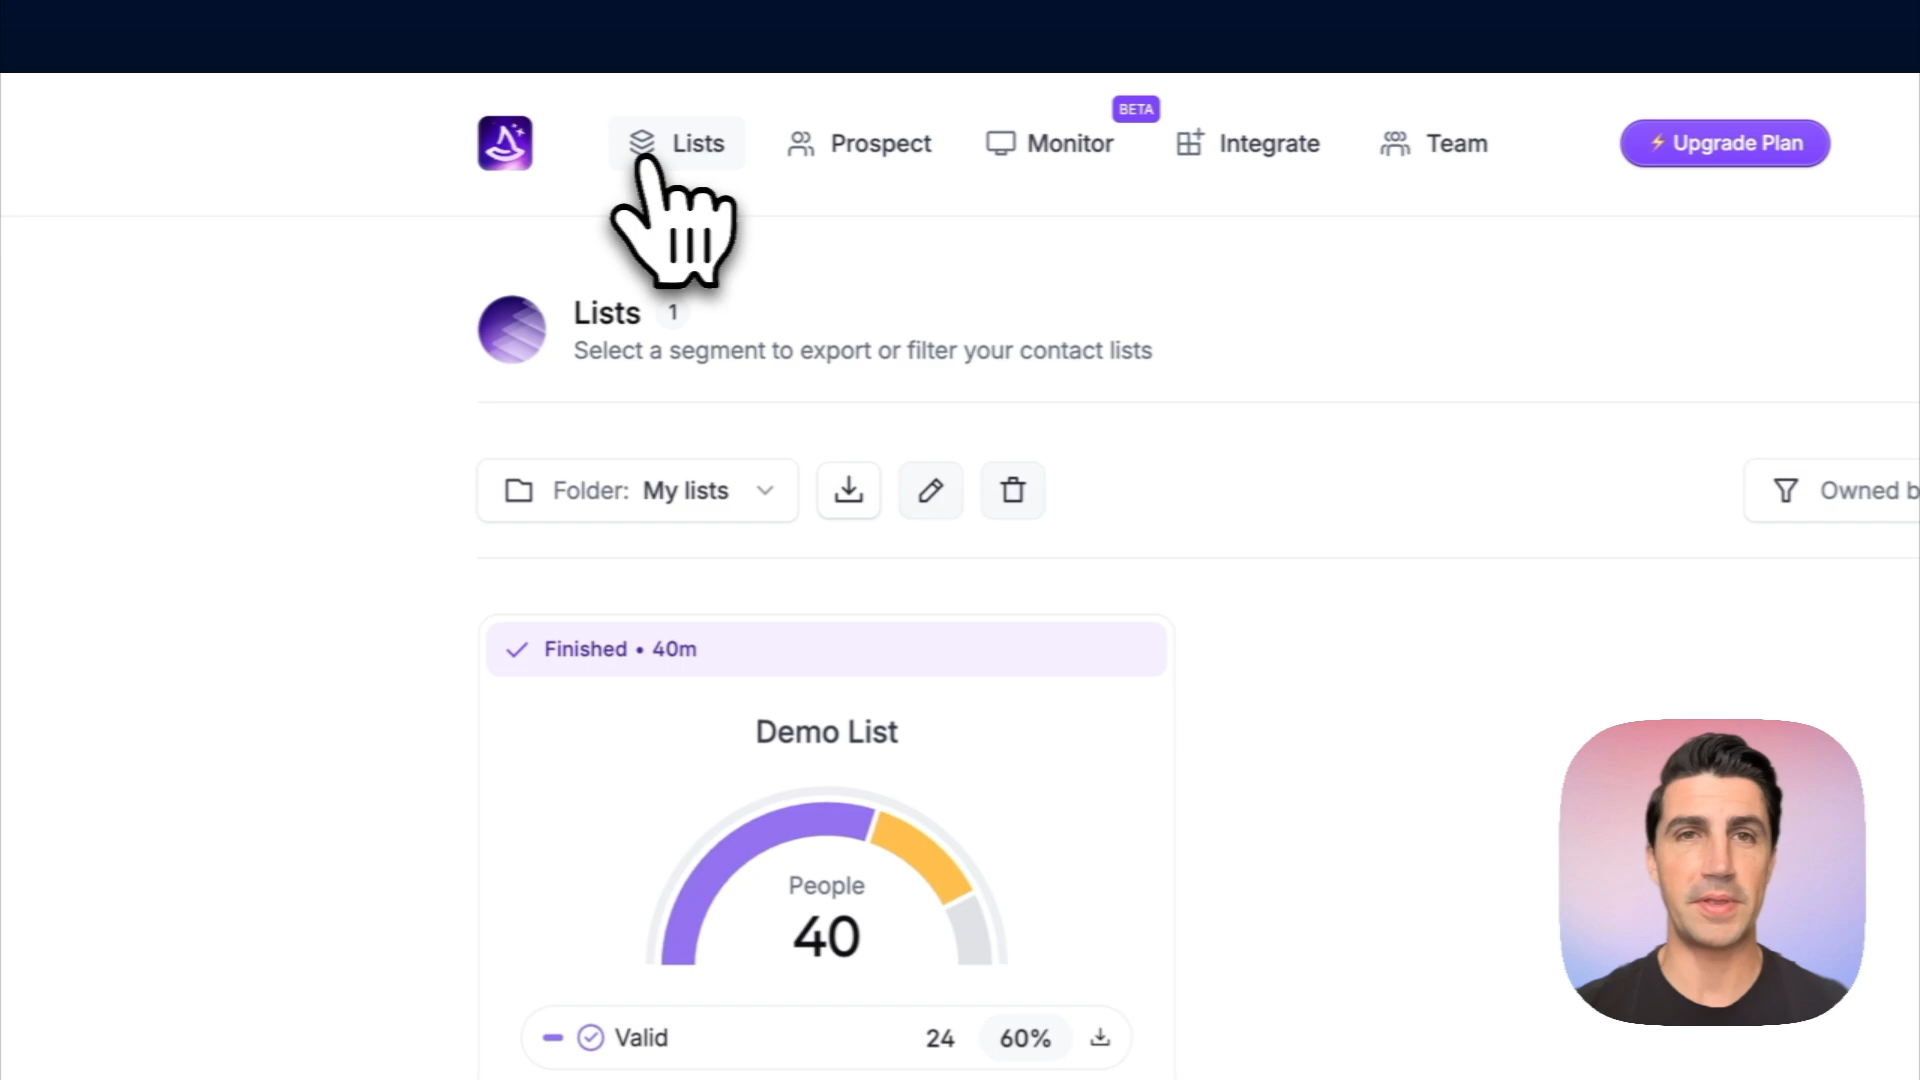 BETA
Lists
Prospect
Monitor
Integrate
Team
Upgrade Plan
Lists 1
Select a segment to export or filter your contact lists
Folder: My lists
Owned b
Finished • 40m
Demo List
People
40
Valid 24 60%